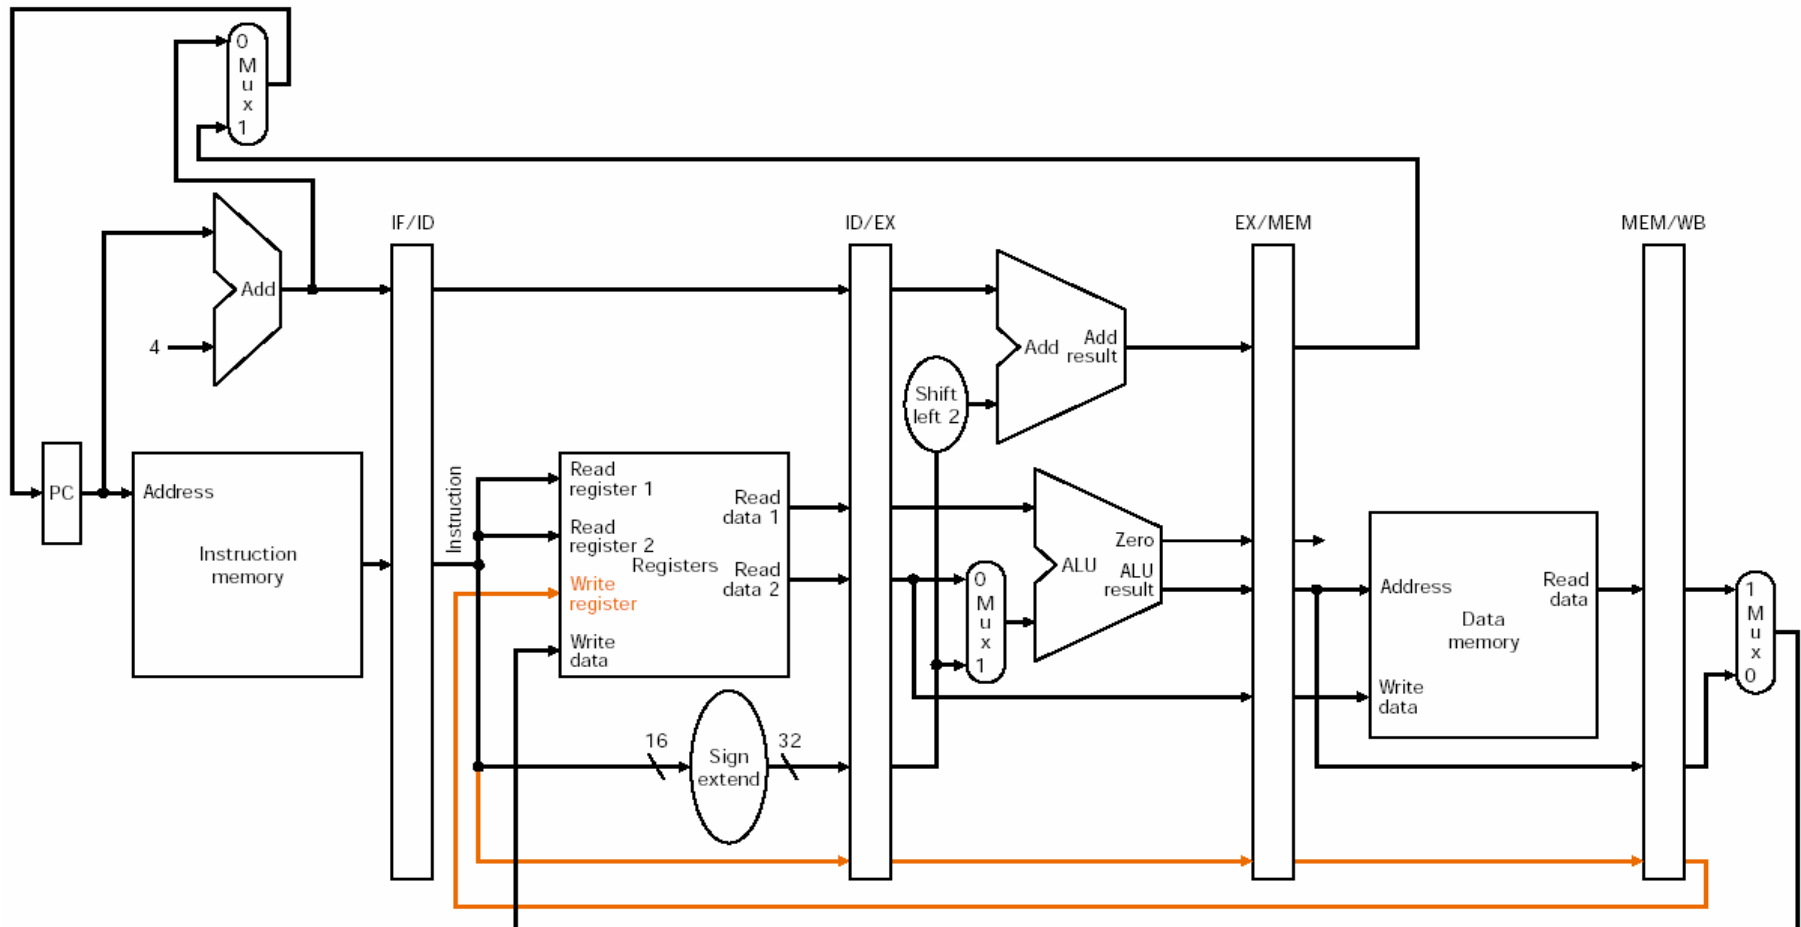 0
M
u
x
1
IF/ID
ID/EX
EX/MEM
MEM/WB
Add
4
Add
Add
result
Shift
left 2
PC
Address
Instruction
memory
Instruction
Read
register 1
Read
register 2
Write
register
Write
data
Registers
Read
data 1
Read
data 2
16
Sign
extend
32
0
M
u
x
1
ALU
Zero
ALU
result
Address
Data
memory
Write
data
Read
data
1
M
u
x
0